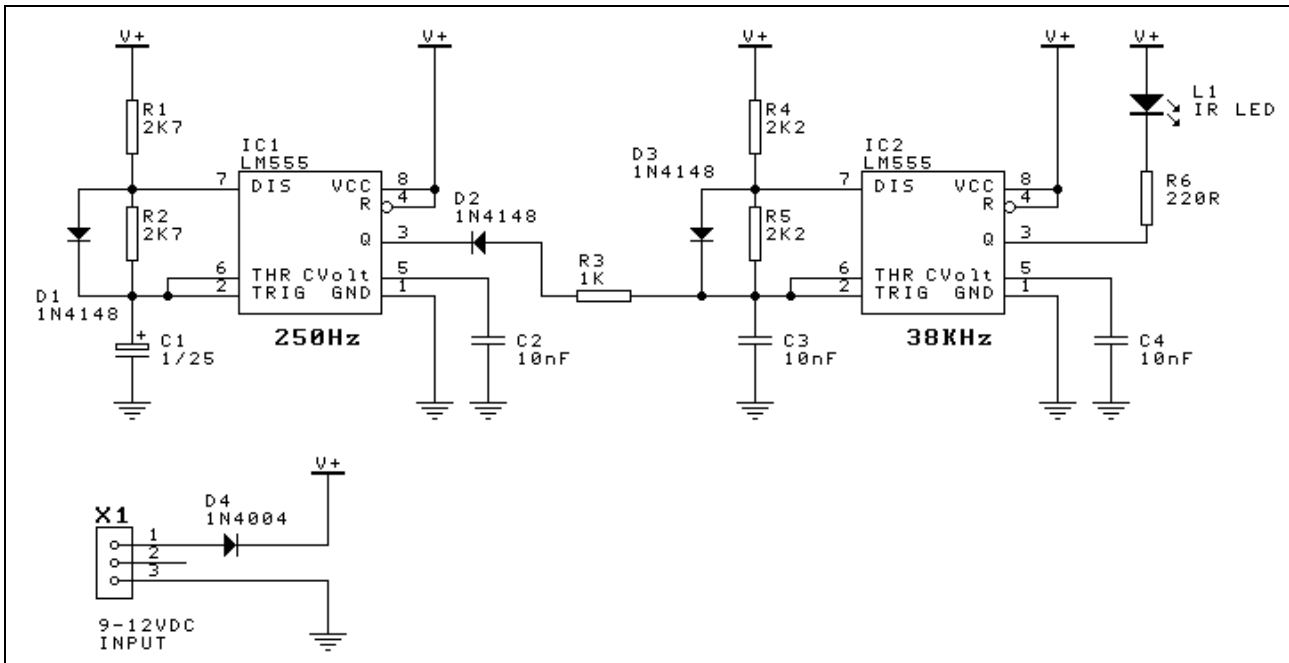 V+
V+
V+
V+
V+
R1
2K7
R4
2K2
L1
IR LED
IC1
LM555
IC2
LM555
D3
1N4148
7
DIS
VCC
8
R
4
D2
1N4148
7
DIS
VCC
8
R
4
R6
220R
R2
2K7
Q
3
R5
2K2
Q
3
R3
1K
6
THR
CVolt
5
2
TRIG
GND
1
6
THR
CVolt
5
2
TRIG
GND
1
D1
1N4148
250Hz
38KHz
C1
+
1/25
C2
10nF
C3
10nF
C4
10nF
V+
D4
1N4004
X1
1
2
3
9-12VDC
INPUT